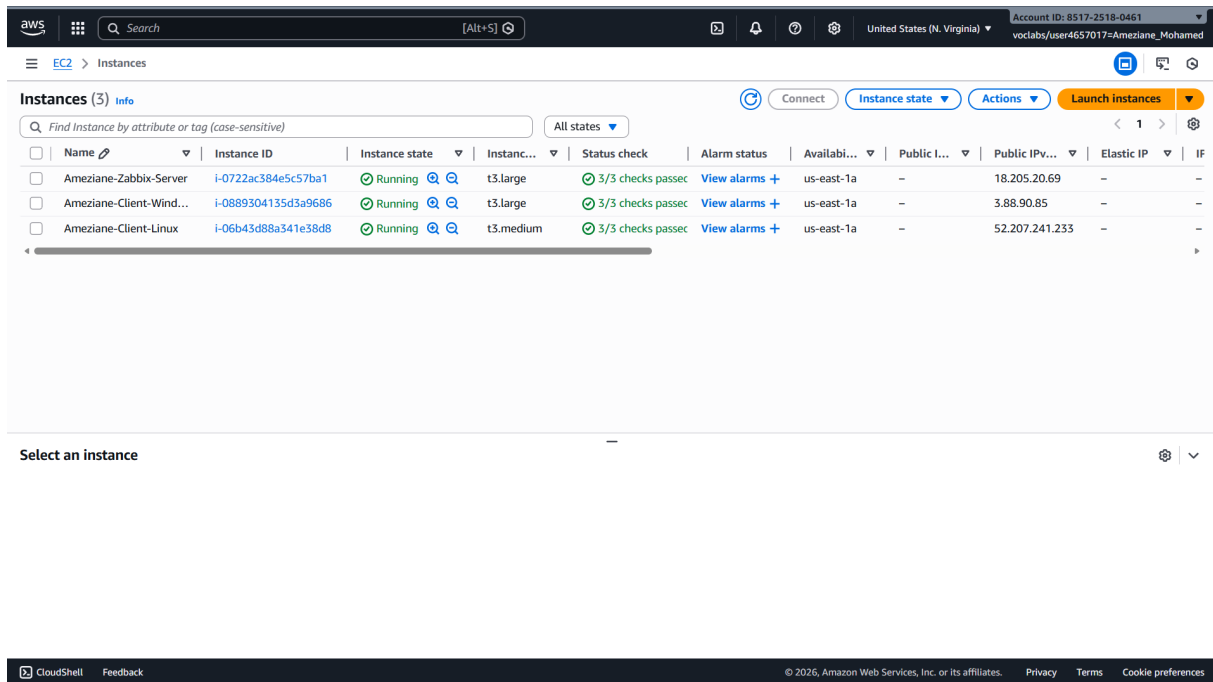 aws Search [Alt+S] United States (N. Virginia) Account ID: 8517-2518-0461
voclabs/user4657017=Ameziane_Mohamed
EC2 > Instances
Instances (3) Info Connect Instance state Actions Launch instances
Find Instance by attribute or tag (case-sensitive) All states 1
Name Instance ID Instance state Instanc... Status check Alarm status Availabi... Public I... Public IPv... Elastic IP IP
Ameziane-Zabbix-Server i-0722ac384e5c57ba1 Running t3.large 3/3 checks passec View alarms + us-east-1a – 18.205.20.69 – –
Ameziane-Client-Wind... i-0889304135d3a9686 Running t3.large 3/3 checks passec View alarms + us-east-1a – 3.88.90.85 – –
Ameziane-Client-Linux i-06b43d88a341e38d8 Running t3.medium 3/3 checks passec View alarms + us-east-1a – 52.207.241.233 – –
Select an instance
CloudShell Feedback © 2026, Amazon Web Services, Inc. or its affiliates. Privacy Terms Cookie preferences